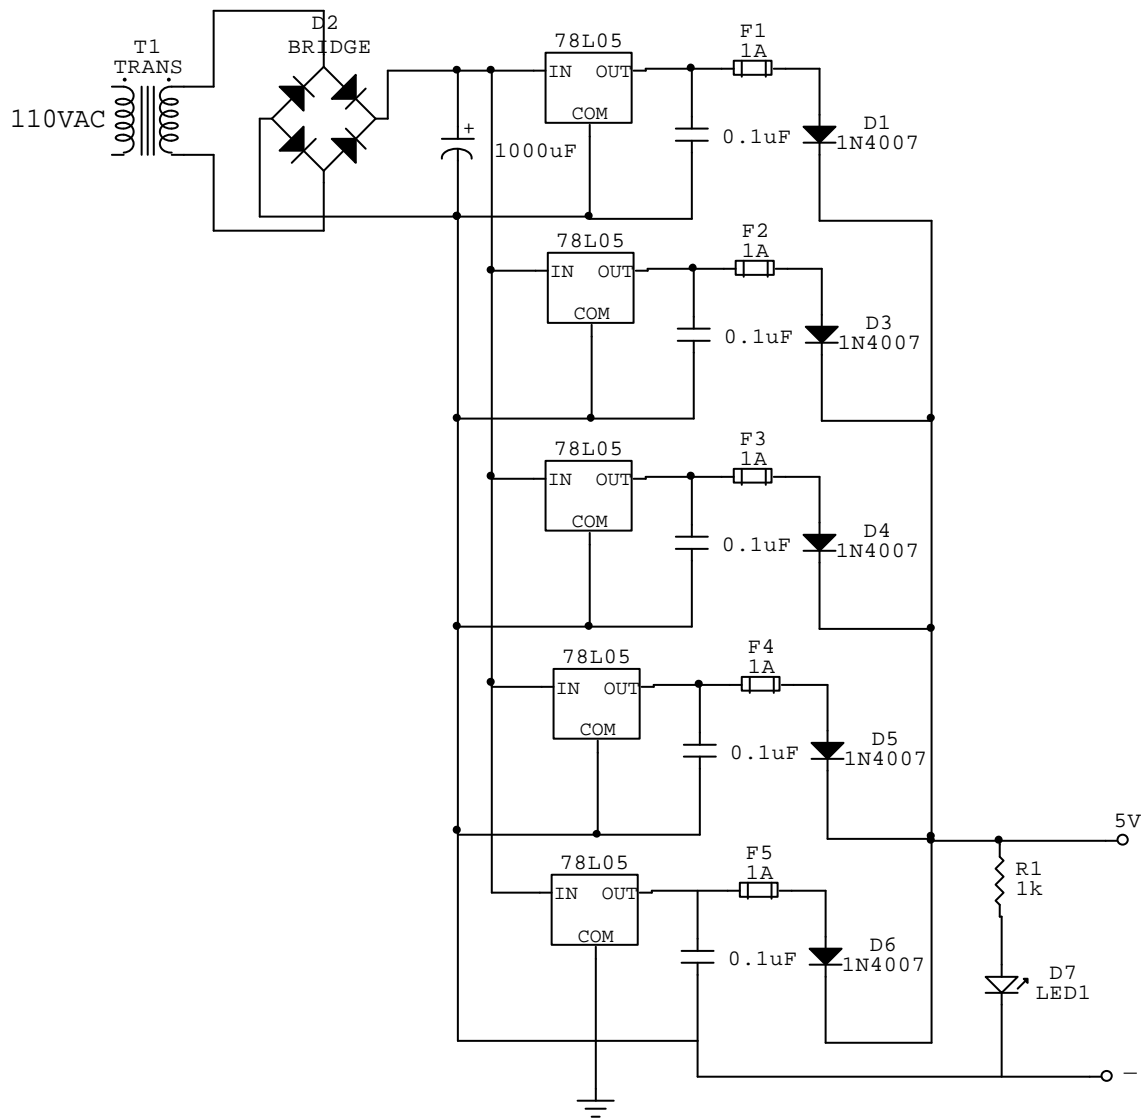 D2
BRIDGE
T1
TRANS
110VAC
+
1000uF
78L05
IN OUT
COM
F1
1A
0.1uF
D1
1N4007
78L05
IN OUT
COM
F2
1A
0.1uF
D3
1N4007
78L05
IN OUT
COM
F3
1A
0.1uF
D4
1N4007
78L05
IN OUT
COM
F4
1A
0.1uF
D5
1N4007
5V
78L05
IN OUT
COM
F5
1A
0.1uF
D6
1N4007
R1
1k
D7
LED1
−